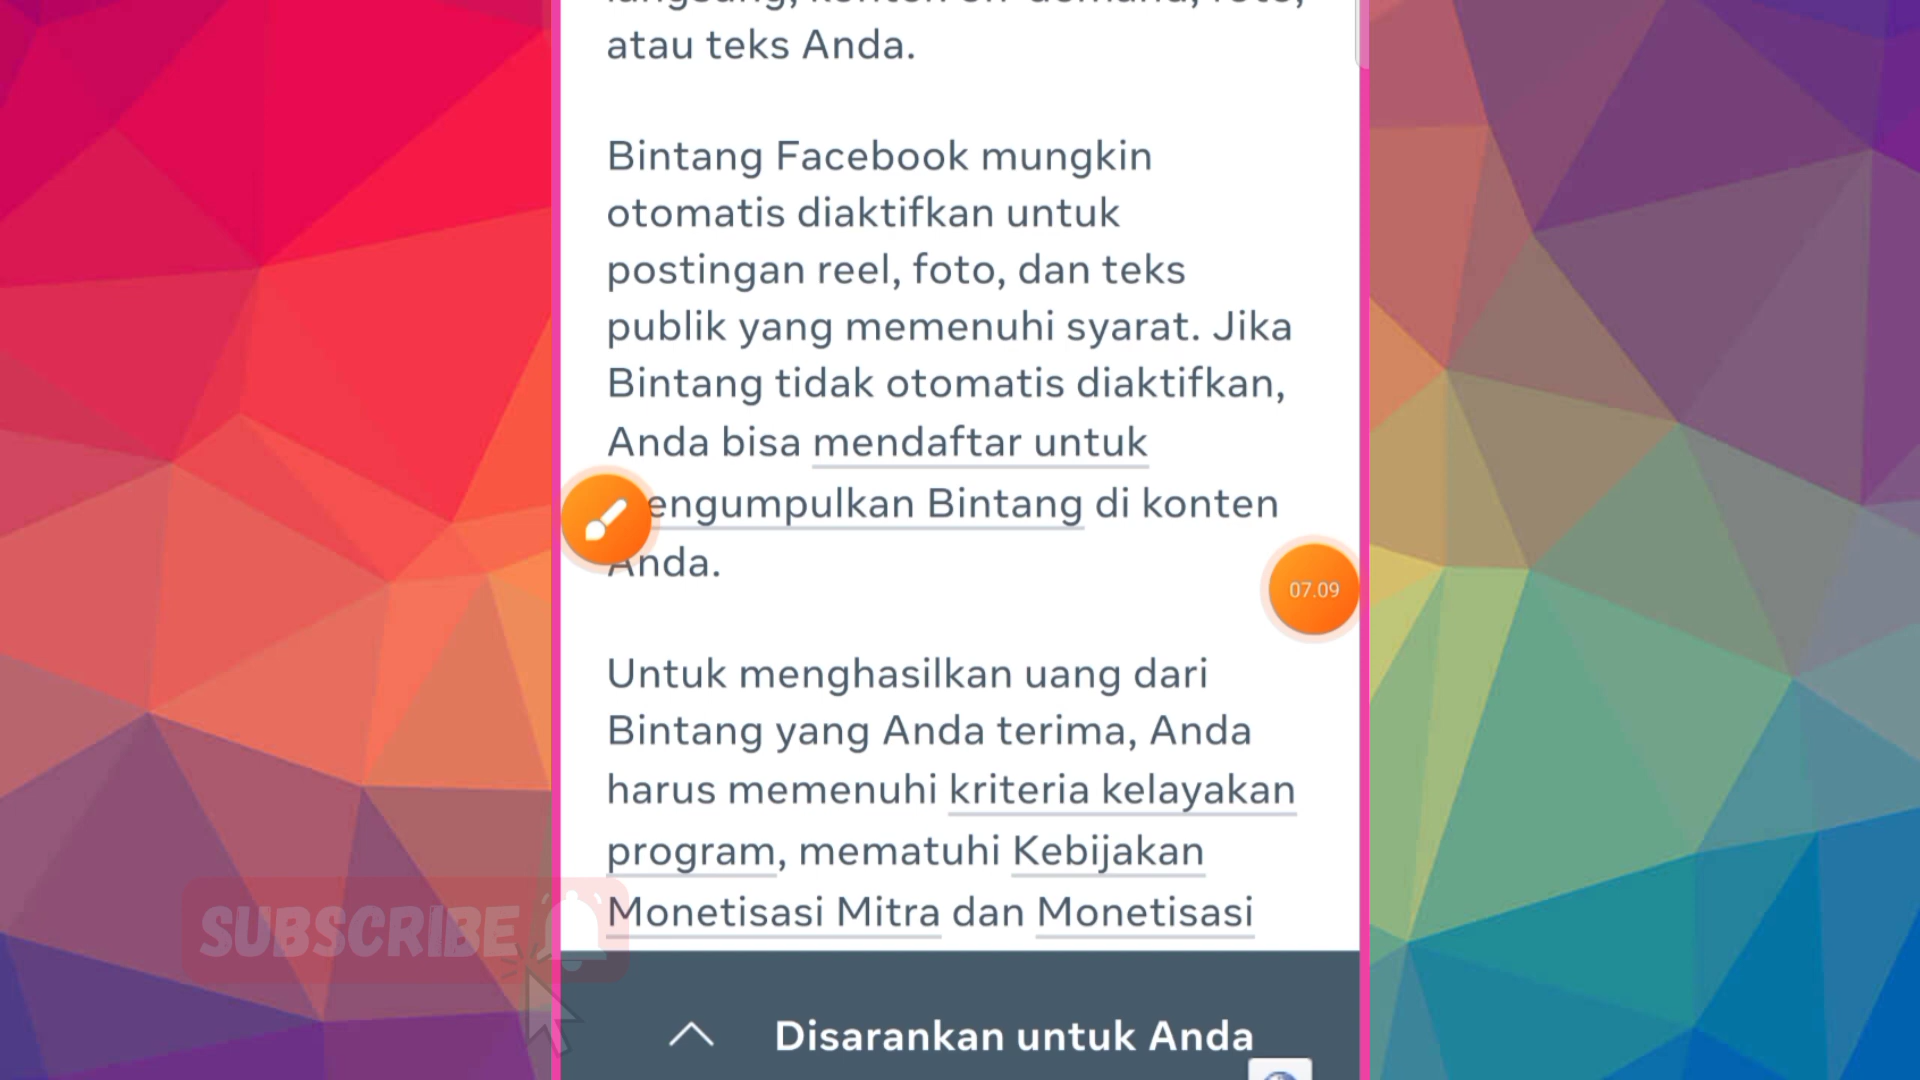 atau teks Anda.
Bintang Facebook mungkin
otomatis diaktifkan untuk
postingan reel, foto, dan teks
publik yang memenuhi syarat. Jika
Bintang tidak otomatis diaktifkan,
Anda bisa mendaftar untuk
engumpulkan Bintang di konten
Anda.
07.09
Untuk menghasilkan uang dari
Bintang yang Anda terima, Anda
harus memenuhi kriteria kelayakan
program, mematuhi Kebijakan
Monetisasi Mitra dan Monetisasi
SUBSCRIBE
Disarankan untuk Anda